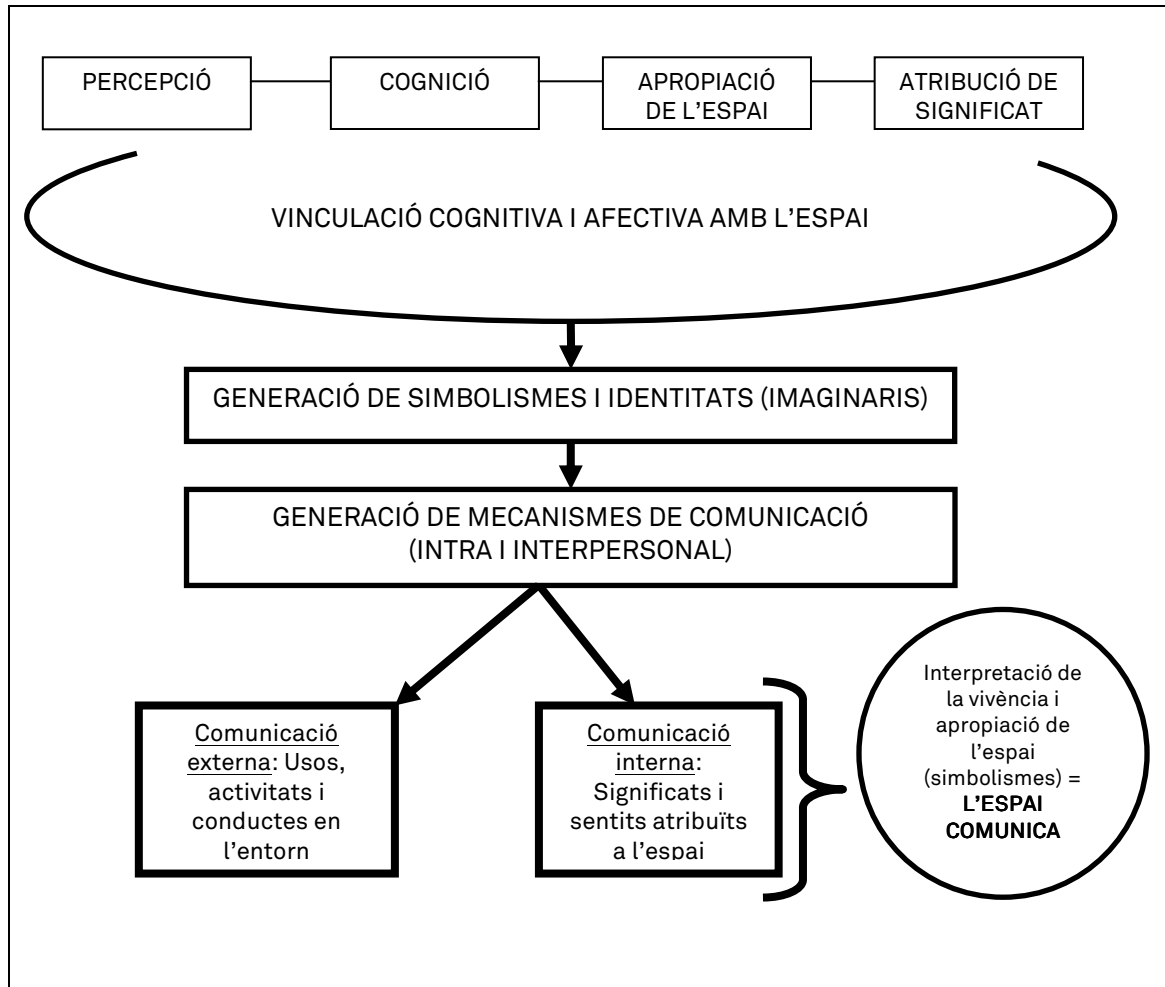 PERCEPCIÓ
COGNICIÓ
APROPIACIÓ
DE L'ESPAI
ATRIBUCIÓ DE
SIGNIFICAT
VINCULACIÓ COGNITIVA I AFECTIVA AMB L'ESPAI
GENERACIÓ DE SIMBOLISMES I IDENTITATS (IMAGINARIS)
GENERACIÓ DE MECANISMES DE COMUNICACIÓ
(INTRA I INTERPERSONAL)
Comunicació
externa: Usos,
activitats i
conductes en
l'entorn
Comunicació
interna:
Significats i
sentits atribuïts
a l'espai
Interpretació de
la vivència i
apropiació de
l'espai
(simbolismes) =
L'ESPAI
COMUNICA